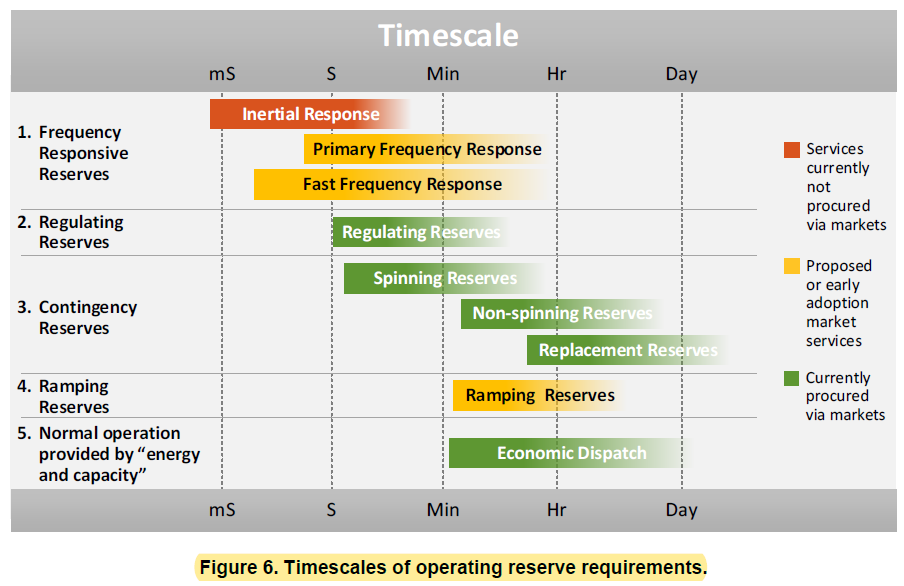 Timescale
mS S Min Hr Day
1. Frequency
Responsive
Reserves
Inertial Response
Primary Frequency Response
Fast Frequency Response
2. Regulating
Reserves
Regulating Reserves
3. Contingency
Reserves
Spinning Reserves
Non-spinning Reserves
Replacement Reserves
4. Ramping
Reserves
Ramping Reserves
5. Normal operation
provided by “energy
and capacity”
Economic Dispatch
Services
currently
not
procured
via markets
Proposed
or early
adoption
market
services
Currently
procured
via markets
mS S Min Hr Day
Figure 6. Timescales of operating reserve requirements.